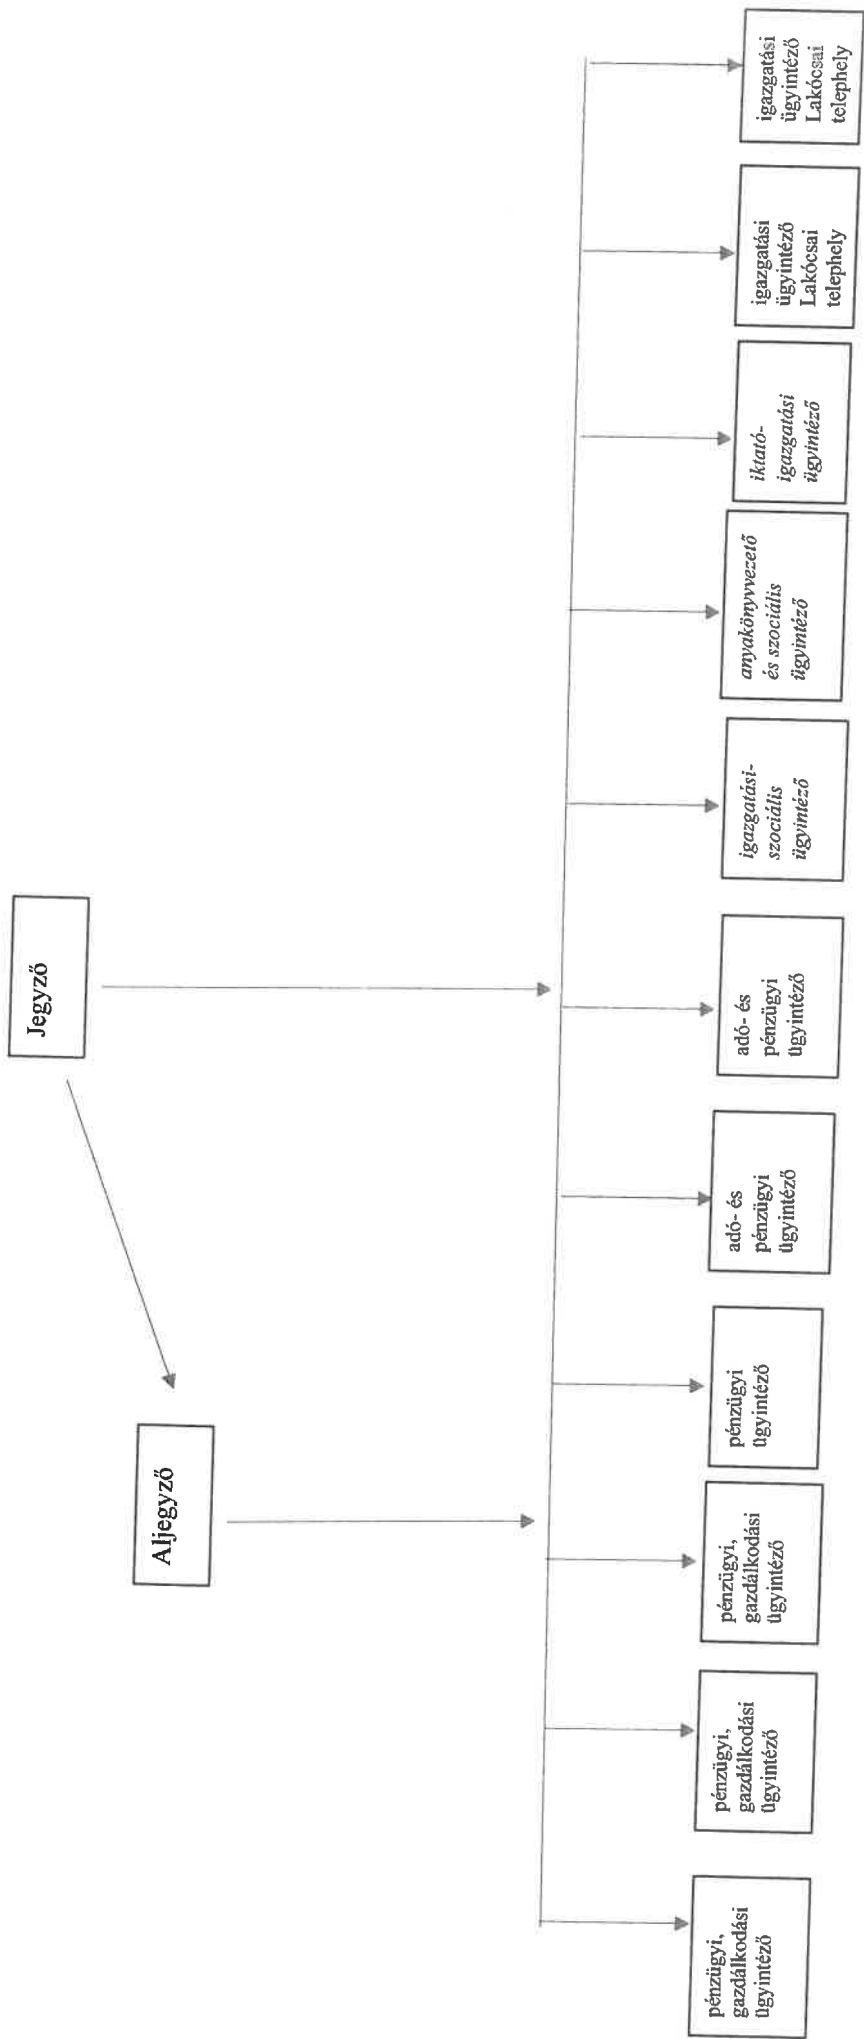 Jegyző
Aljegyző
pénzügyi,
gazdálkodási
ügyintéző
pénzügyi,
gazdálkodási
ügyintéző
pénzügyi,
gazdálkodási
ügyintéző
pénzügyi
ügyintéző
adó- és
pénzügyi
ügyintéző
adó- és
pénzügyi
ügyintéző
igazgatási-
szociális
ügyintéző
anyakönyvvezető
és szociális
ügyintéző
iktató-
igazgatási
ügyintéző
igazgatási
ügyintéző
Lakócsai
telephely
igazgatási
ügyintéző
Lakócsai
telephely